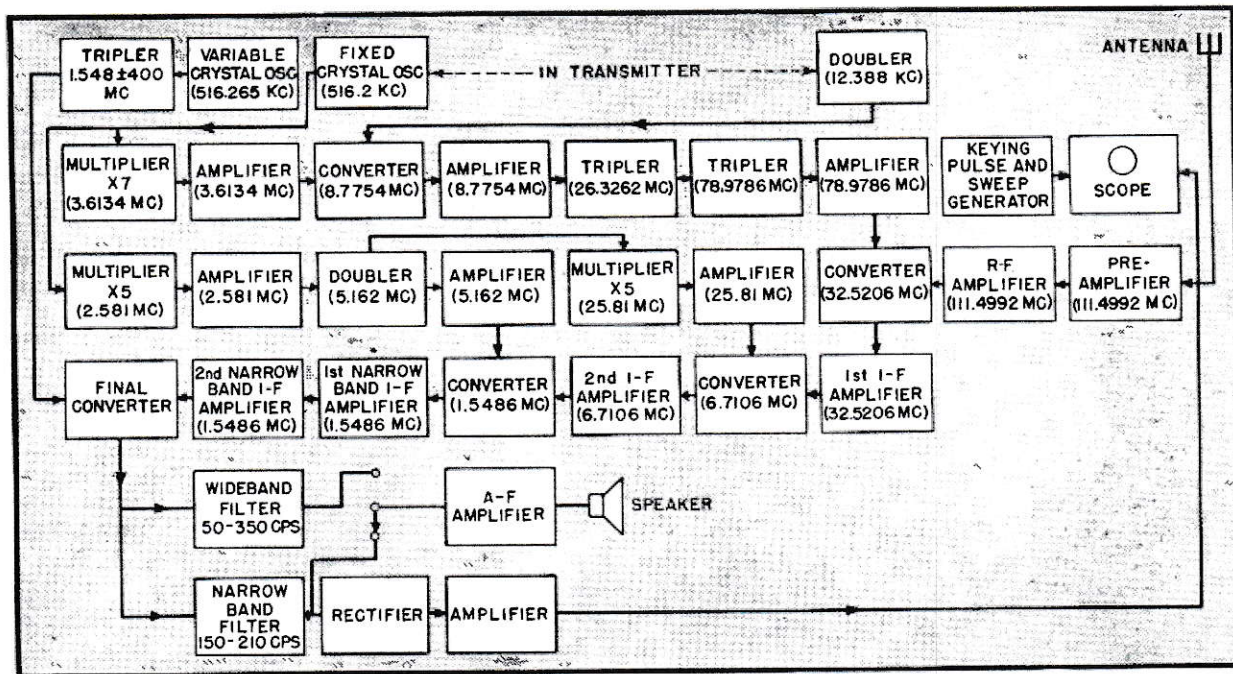 TRIPLER
1.548±400
MC
VARIABLE
CRYSTAL OSC
(516.265 KC)
FIXED
CRYSTAL OSC
(516.2 KC)
IN TRANSMITTER
DOUBLER
(12.388 KC)
ANTENNA
MULTIPLIER
X7
(3.6134 MC)
AMPLIFIER
(3.6134 MC)
CONVERTER
(8.7754 MC)
AMPLIFIER
(8.7754 MC)
TRIPLER
(26.3262 MC)
TRIPLER
(78.9786 MC)
AMPLIFIER
(78.9786 MC)
KEYING
PULSE AND
SWEEP
GENERATOR
SCOPE
MULTIPLIER
X5
(2.581 MC)
AMPLIFIER
(2.581 MC)
DOUBLER
(5.162 MC)
AMPLIFIER
(5.162 MC)
MULTIPLIER
X5
(25.81 MC)
AMPLIFIER
(25.81 MC)
CONVERTER
(32.5206 MC)
R-F
AMPLIFIER
(111.4992 MC)
PRE-
AMPLIFIER
(111.4992 MC)
FINAL
CONVERTER
2nd NARROW
BAND I-F
AMPLIFIER
(1.5486 MC)
1st NARROW
BAND I-F
AMPLIFIER
(1.5486 MC)
CONVERTER
(1.5486 MC)
2nd I-F
AMPLIFIER
(6.7106 MC)
CONVERTER
(6.7106 MC)
1st I-F
AMPLIFIER
(32.5206 MC)
WIDEBAND
FILTER
50-350 CPS
A-F
AMPLIFIER
SPEAKER
NARROW
BAND
FILTER
150-210 CPS
RECTIFIER
AMPLIFIER